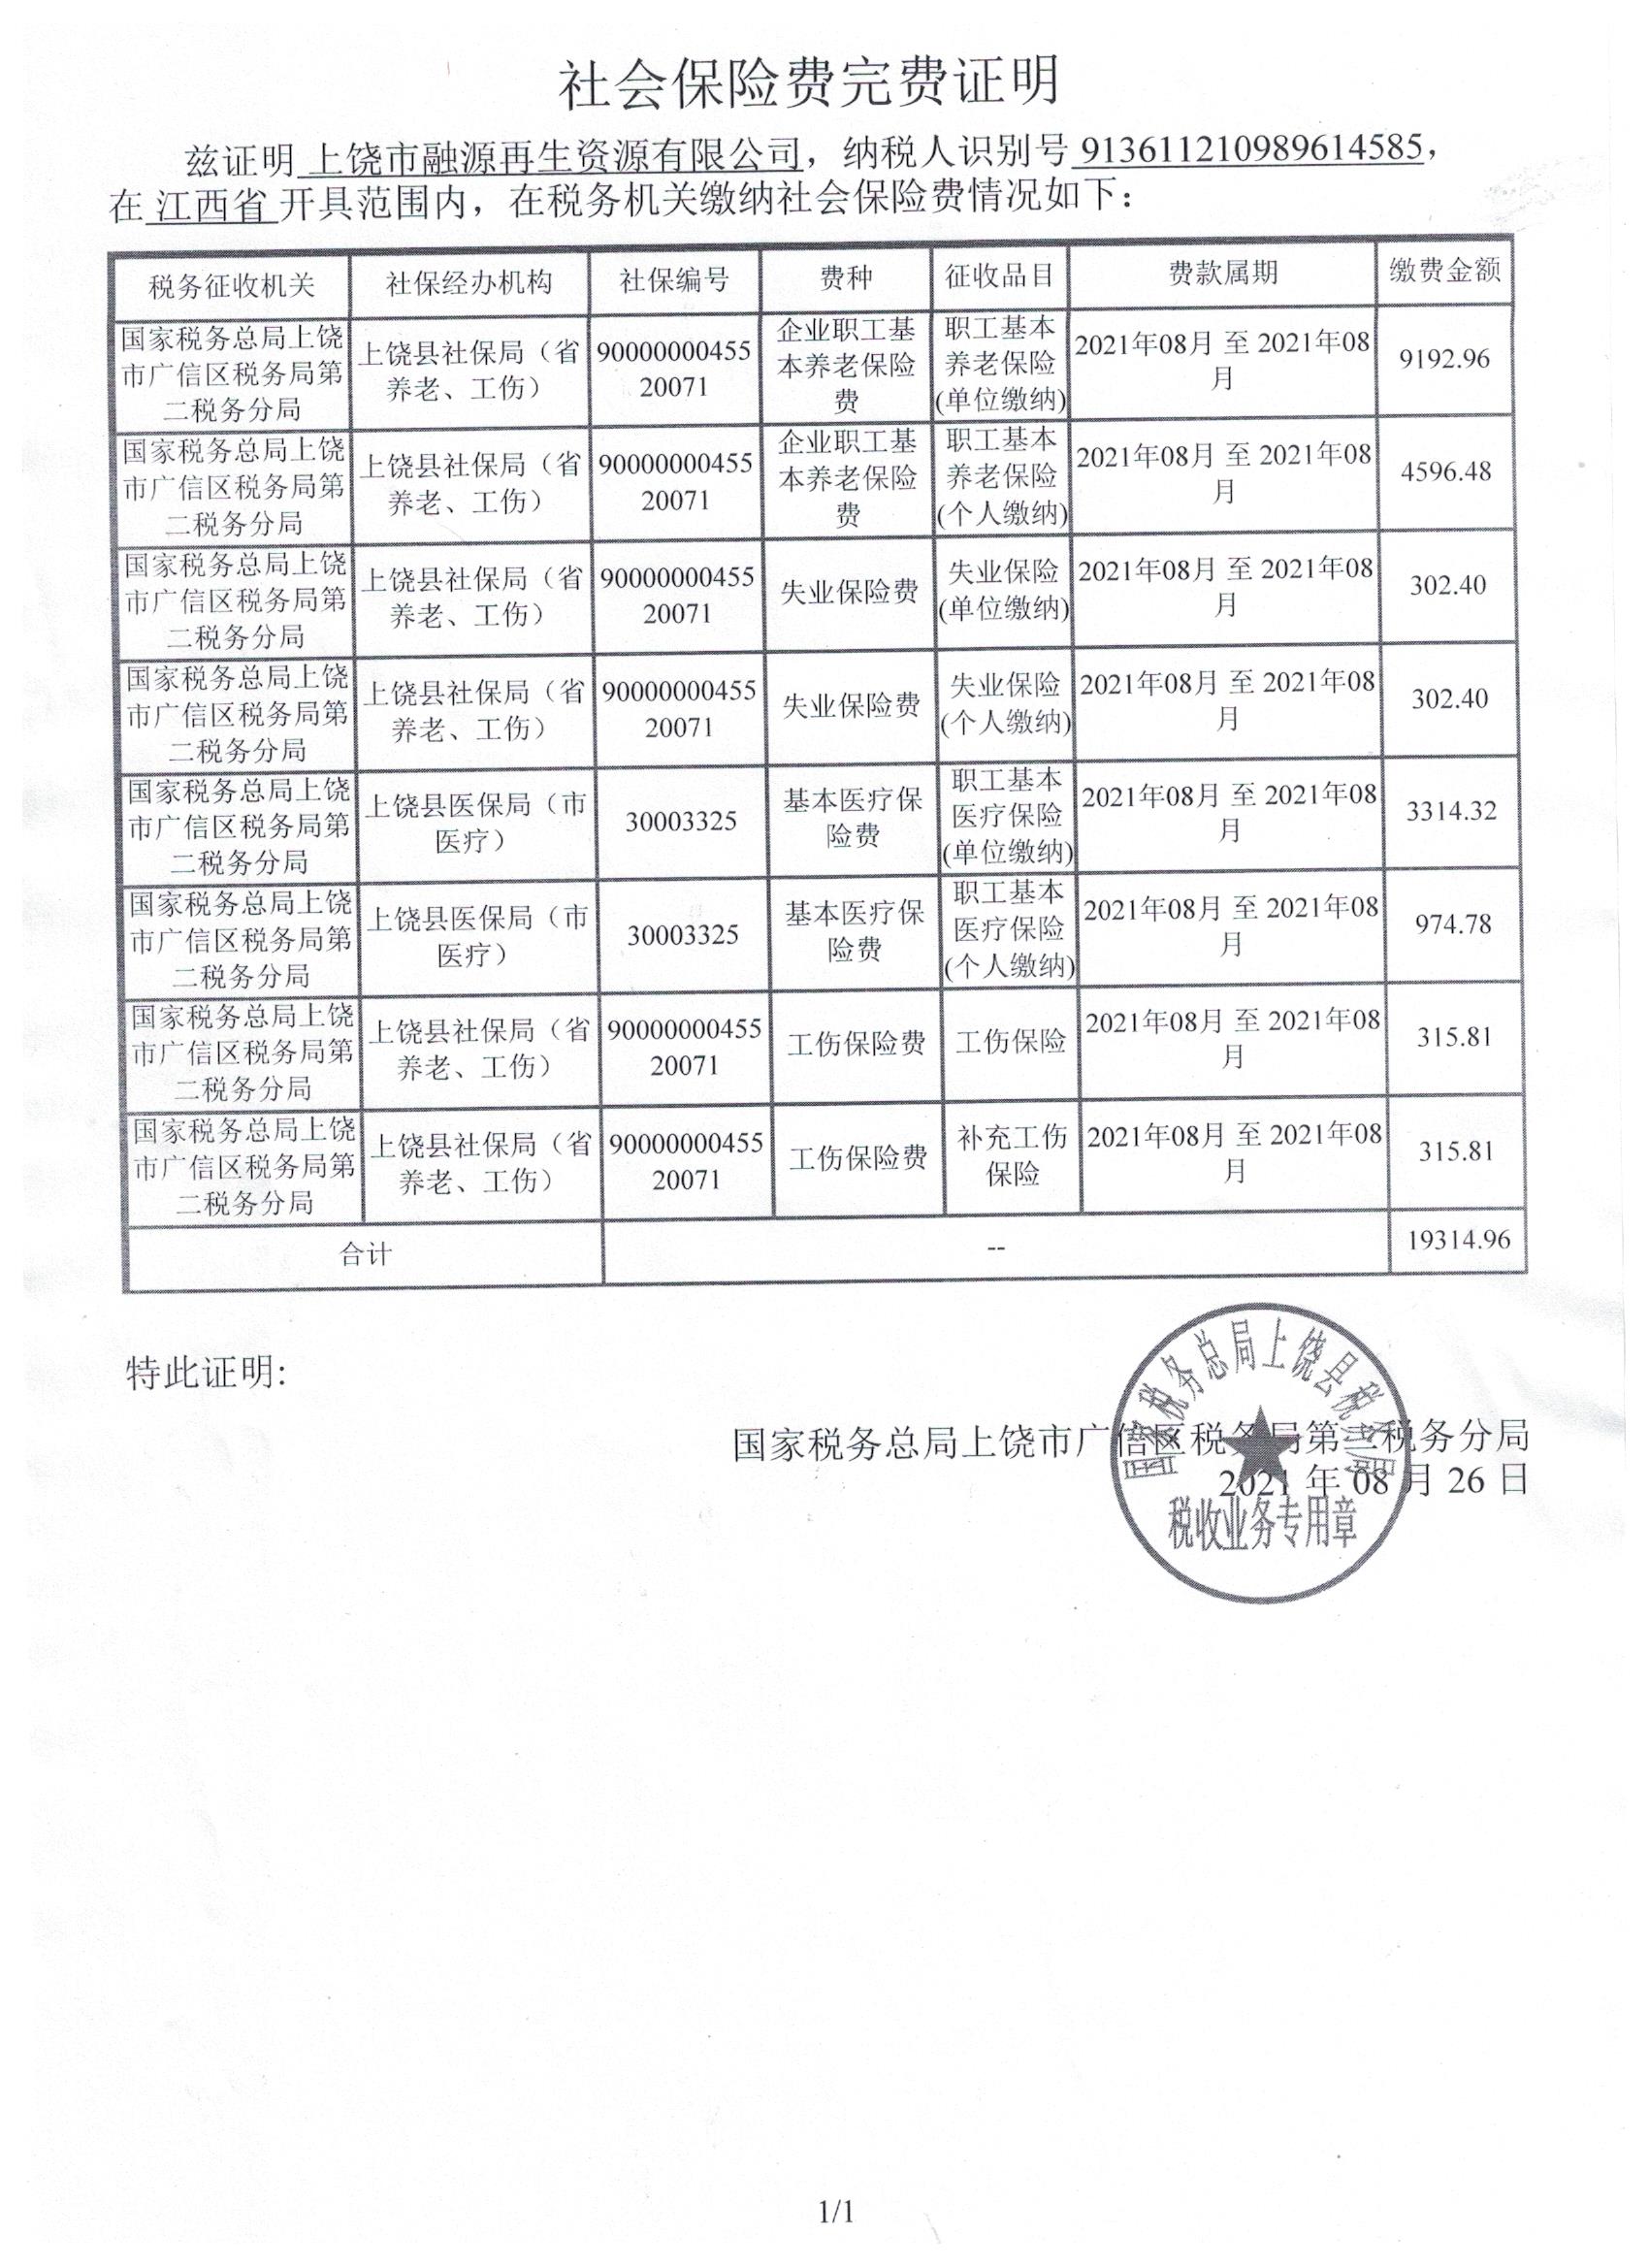 社会保险费完费证明
兹证明 上饶市融源再生资源有限公司，纳税人识别号 913611210989614585，
在 江西省 开具范围内，在税务机关缴纳社会保险费情况如下：
税务征收机关 社保经办机构 社保编号 费种 征收品目 费款属期 缴费金额
国家税务总局上饶市广信区税务局第二税务分局 上饶县社保局（省养老、工伤） 9000000045520071 企业职工基本养老保险费 职工基本养老保险(单位缴纳) 2021年08月 至 2021年08月 9192.96
国家税务总局上饶市广信区税务局第二税务分局 上饶县社保局（省养老、工伤） 9000000045520071 企业职工基本养老保险费 职工基本养老保险(个人缴纳) 2021年08月 至 2021年08月 4596.48
国家税务总局上饶市广信区税务局第二税务分局 上饶县社保局（省养老、工伤） 9000000045520071 失业保险费 失业保险(单位缴纳) 2021年08月 至 2021年08月 302.40
国家税务总局上饶市广信区税务局第二税务分局 上饶县社保局（省养老、工伤） 9000000045520071 失业保险费 失业保险(个人缴纳) 2021年08月 至 2021年08月 302.40
国家税务总局上饶市广信区税务局第二税务分局 上饶县医保局（市医疗） 30003325 基本医疗保险费 职工基本医疗保险(单位缴纳) 2021年08月 至 2021年08月 3314.32
国家税务总局上饶市广信区税务局第二税务分局 上饶县医保局（市医疗） 30003325 基本医疗保险费 职工基本医疗保险(个人缴纳) 2021年08月 至 2021年08月 974.78
国家税务总局上饶市广信区税务局第二税务分局 上饶县社保局（省养老、工伤） 9000000045520071 工伤保险费 工伤保险 2021年08月 至 2021年08月 315.81
国家税务总局上饶市广信区税务局第二税务分局 上饶县社保局（省养老、工伤） 9000000045520071 工伤保险费 补充工伤保险 2021年08月 至 2021年08月 315.81
合计 -- 19314.96
特此证明:
国家税务总局上饶市广信区税务局第二税务分局
2021 年 08 月 26 日
国家税务总局上饶县税务局
税收业务专用章
1/1